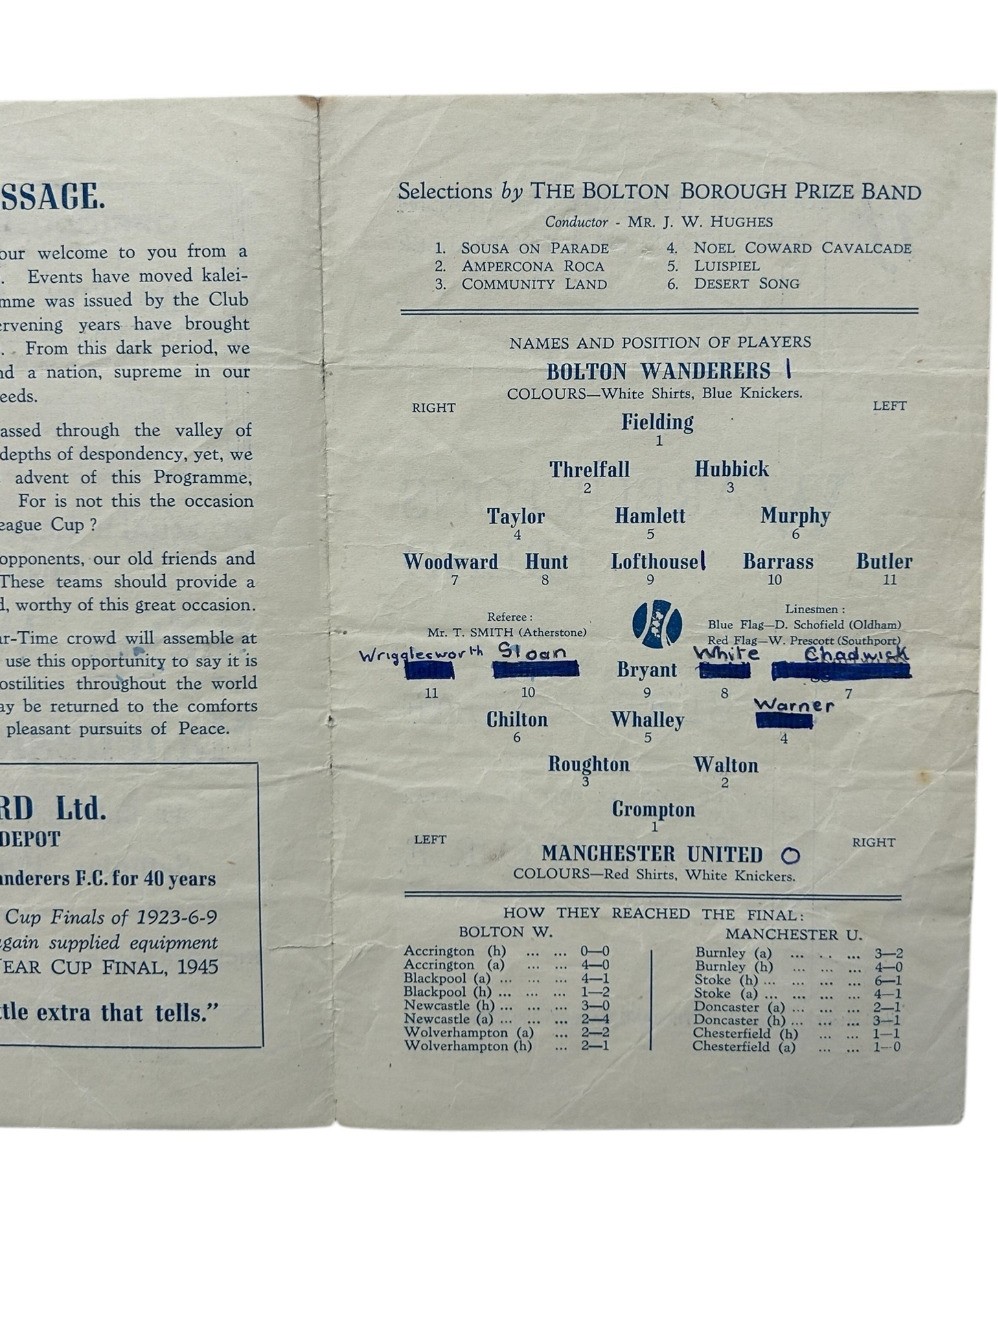 SSAGE.
our welcome to you from a
. Events have moved kalei-
mme was issued by the Club
ervening years have brought
. From this dark period, we
nd a nation, supreme in our
eeds.
assed through the valley of
depths of despondency, yet, we
advent of this Programme,
For is not this the occasion
eague Cup ?
opponents, our old friends and
These teams should provide a
d, worthy of this great occasion.
ar-Time crowd will assemble at
use this opportunity to say it is
ostilities throughout the world
ay be returned to the comforts
pleasant pursuits of Peace.
RD Ltd.
DEPOT
anderers F.C. for 40 years
Cup Finals of 1923-6-9
again supplied equipment
EAR CUP FINAL, 1945
ttle extra that tells."
Selections by THE BOLTON BOROUGH PRIZE BAND
Conductor - MR. J. W. HUGHES
1. SOUSA ON PARADE 4. NOEL COWARD CAVALCADE
2. AMPERCONA ROCA 5. LUISPIEL
3. COMMUNITY LAND 6. DESERT SONG
NAMES AND POSITION OF PLAYERS
BOLTON WANDERERS 1
COLOURS—White Shirts, Blue Knickers.
RIGHT LEFT
Fielding
1
Threlfall Hubbick
2 3
Taylor Hamlett Murphy
4 5 6
Woodward Hunt Lofthouse Barrass Butler
7 8 9 10 11
Referee :
Mr. T. SMITH (Atherstone)
Linesmen :
Blue Flag—D. Schofield (Oldham)
Red Flag—W. Prescott (Southport)
Wrigglesworth Sloan Bryant White Chadwick
11 10 9 8 7
Chilton Whalley Warner
6 5 4
Roughton Walton
3 2
Crompton
1
LEFT RIGHT
MANCHESTER UNITED 0
COLOURS—Red Shirts, White Knickers.
HOW THEY REACHED THE FINAL:
BOLTON W.
Accrington (h) ... ... 0—0
Accrington (a) ... ... 4—0
Blackpool (a) ... ... ... 4—1
Blackpool (h) ... ... ... 1—2
Newcastle (h) ... ... ... 3—0
Newcastle (a) ... ... ... 2—4
Wolverhampton (a) ... 2—2
Wolverhampton (h) ... 2—1
MANCHESTER U.
Burnley (a) ... ... ... 3—2
Burnley (h) ... ... ... 4—0
Stoke (h) ... ... ... 6—1
Stoke (a) ... ... ... 4—1
Doncaster (a) ... ... 2—1
Doncaster (h) ... ... ... 3—1
Chesterfield (h) ... ... 1—1
Chesterfield (a) ... ... 1—0